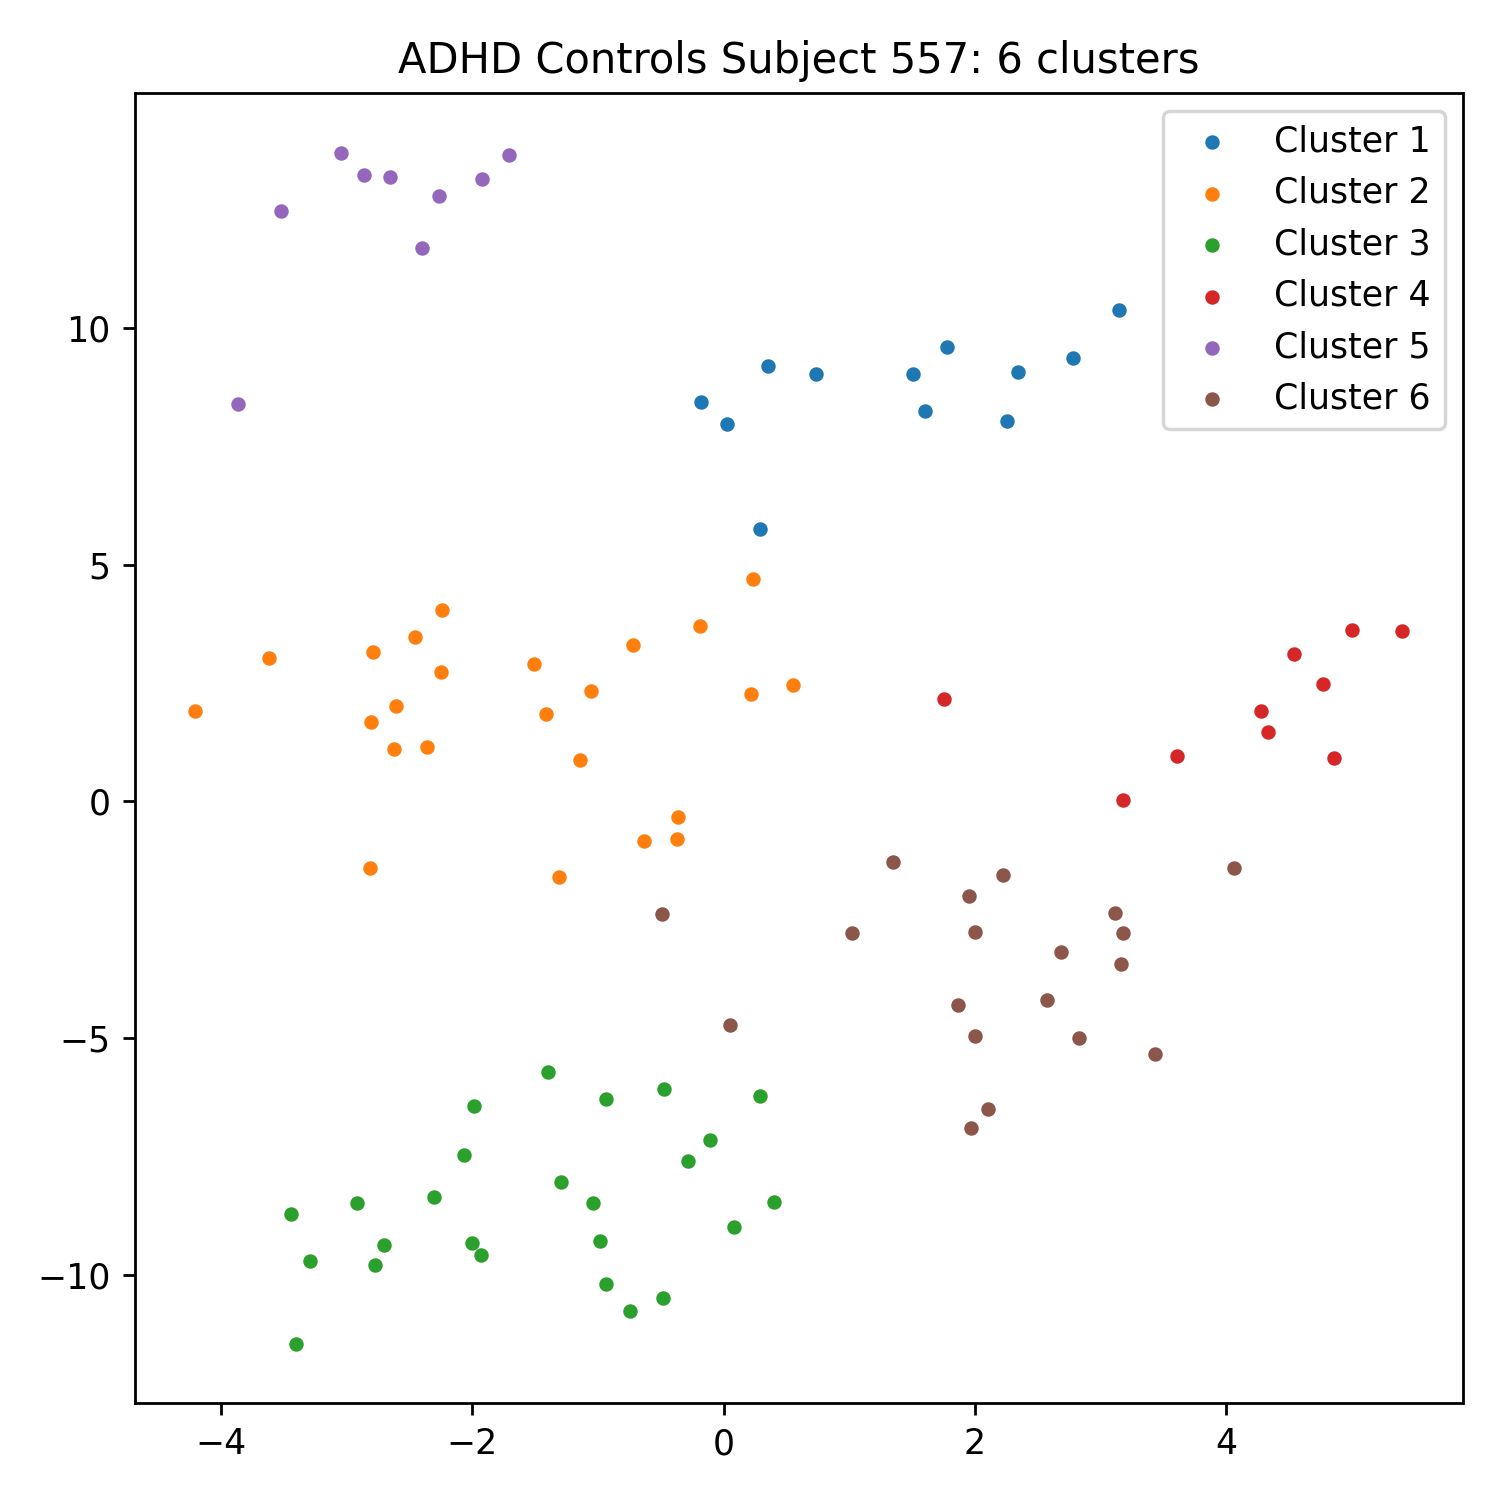 ADHD Controls Subject 557: 6 clusters
Cluster 1
Cluster 2
Cluster 3
Cluster 4
Cluster 5
Cluster 6
10
5
0
−5
−10
−4
−2
0
2
4